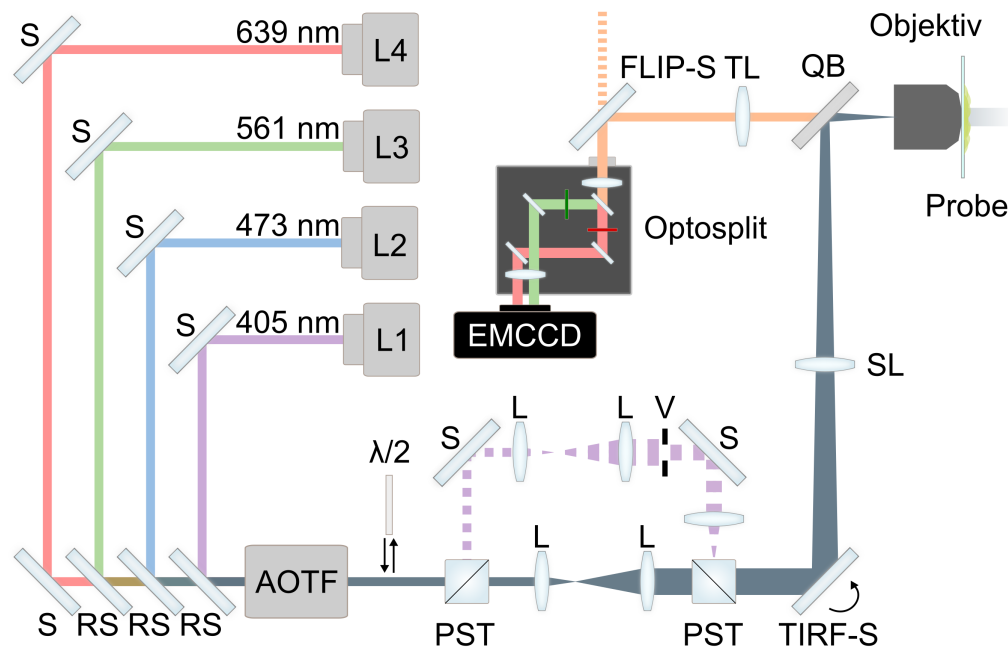 S
639 nm
L4
S
561 nm
L3
S
473 nm
L2
S
405 nm
L1
FLIP-S TL
QB
Objektiv
Probe
Optosplit
EMCCD
SL
λ/2
S
L
L
V
S
AOTF
L
L
S
RS
RS
RS
PST
PST
TIRF-S